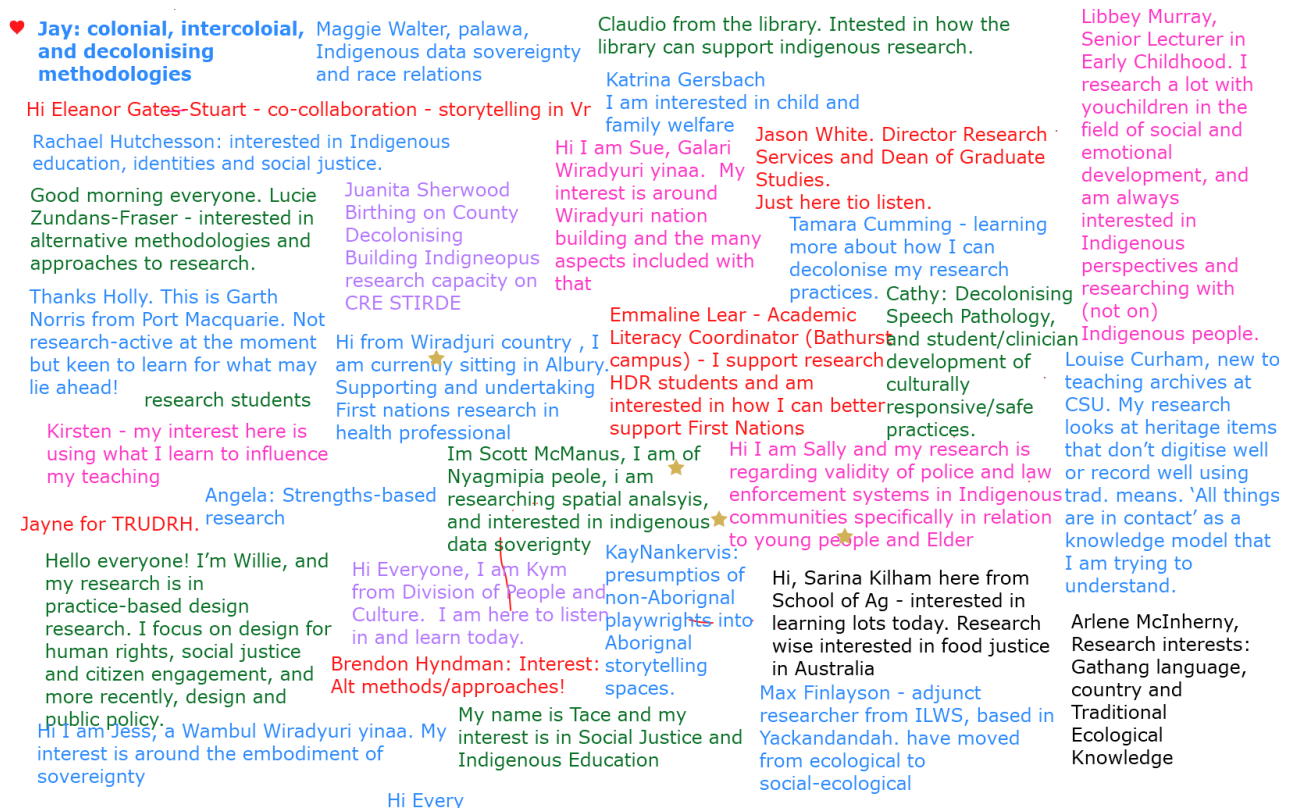 Jay: colonial, intercoloial,
and decolonising
methodologies
Maggie Walter, palawa,
Indigenous data sovereignty
and race relations
Claudio from the library. Intested in how the
library can support indigenous research.
Libbey Murray,
Senior Lecturer in
Early Childhood. I
research a lot with
youchildren in the
field of social and
emotional
development, and
am always
interested in
Indigenous
perspectives and
researching with
(not on)
Indigenous people.
Katrina Gersbach
I am interested in child and
family welfare
Hi Eleanor Gates-Stuart - co-collaboration - storytelling in Vr
Rachael Hutchesson: interested in Indigenous
education, identities and social justice.
Hi I am Sue, Galari
Wiradyuri yinaa.  My
interest is around
Wiradyuri nation
building and the many
aspects included with
that
Jason White. Director Research
Services and Dean of Graduate
Studies.
Just here tio listen.
Good morning everyone. Lucie
Zundans-Fraser - interested in
alternative methodologies and
approaches to research.
Juanita Sherwood
Birthing on County
Decolonising
Building Indigneopus
research capacity on
CRE STIRDE
Tamara Cumming - learning
more about how I can
decolonise my research
practices.
Cathy: Decolonising
Speech Pathology,
and student/clinician
development of
culturally
responsive/safe
practices.
Thanks Holly. This is Garth
Norris from Port Macquarie. Not
research-active at the moment
but keen to learn for what may
lie ahead!
Hi from Wiradjuri country , I
am currently sitting in Albury.
Supporting and undertaking
First nations research in
health professional
Emmaline Lear - Academic
Literacy Coordinator (Bathurst
campus) - I support research
HDR students and am
interested in how I can better
support First Nations
research students
Louise Curham, new to
teaching archives at
CSU. My research
looks at heritage items
that don’t digitise well
or record well using
trad. means. ‘All things
are in contact’ as a
knowledge model that
I am trying to
understand.
Kirsten - my interest here is
using what I learn to influence
my teaching
Im Scott McManus, I am of
Nyagmipia peole, i am
researching spatial analsyis,
and interested in indigenous
data soverignty
Hi I am Sally and my research is
regarding validity of police and law
enforcement systems in Indigenous
communities specifically in relation
to young people and Elder
Angela: Strengths-based
research
Jayne for TRUDRH.
Hello everyone! I’m Willie, and
my research is in
practice-based design
research. I focus on design for
human rights, social justice
and citizen engagement, and
more recently, design and
public policy.
Hi Everyone, I am Kym
from Division of People and
Culture.  I am here to listen
in and learn today.
KayNankervis:
presumptios of
non-Aborignal
playwrights into
Aborignal
storytelling
spaces.
Hi, Sarina Kilham here from
School of Ag - interested in
learning lots today. Research
wise interested in food justice
in Australia
Arlene McInherny,
Research interests:
Gathang language,
country and
Traditional
Ecological
Knowledge
Brendon Hyndman: Interest:
Alt methods/approaches!
Max Finlayson - adjunct
researcher from ILWS, based in
Yackandandah. have moved
from ecological to
social-ecological
Hi I am Jess, a Wambul Wiradyuri yinaa. My
interest is around the embodiment of
sovereignty
My name is Tace and my
interest is in Social Justice and
Indigenous Education
Hi Every